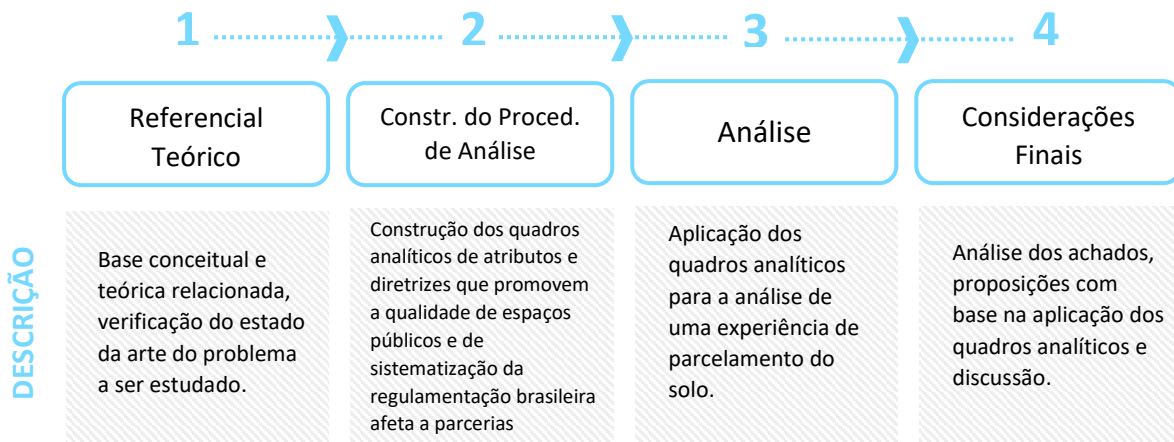 1
2
3
4
Referencial
Teórico
Constr. do Proced.
de Análise
Análise
Considerações
Finais
DESCRIÇÃO
Base conceitual e
teórica relacionada,
verificação do estado
da arte do problema
a ser estudado.
Construção dos quadros
analíticos de atributos e
diretrizes que promovem
a qualidade de espaços
públicos e de
sistematização da
regulamentação brasileira
afeta a parcerias
Aplicação dos
quadros analíticos
para a análise de
uma experiência de
parcelamento do
solo.
Análise dos achados,
proposições com
base na aplicação dos
quadros analíticos e
discussão.